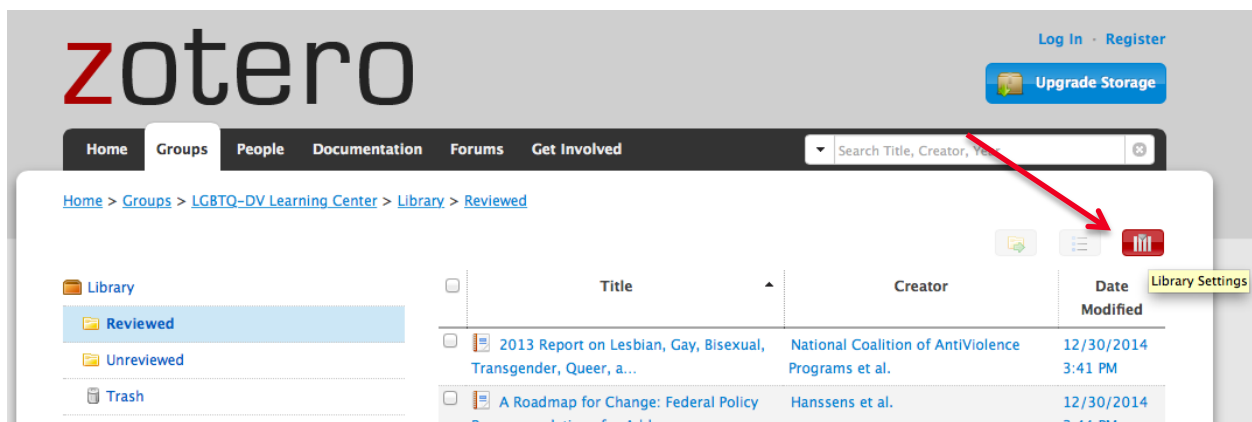 zotero
Log In · Register
Upgrade Storage
Home Groups People Documentation Forums Get Involved
Search Title, Creator, Year
Home > Groups > LGBTQ-DV Learning Center > Library > Reviewed
Library Settings
Library
Reviewed
Unreviewed
Trash
Title Creator Date
Modified
2013 Report on Lesbian, Gay, Bisexual, National Coalition of AntiViolence 12/30/2014
Transgender, Queer, a... Programs et al. 3:41 PM
A Roadmap for Change: Federal Policy Hanssens et al. 12/30/2014